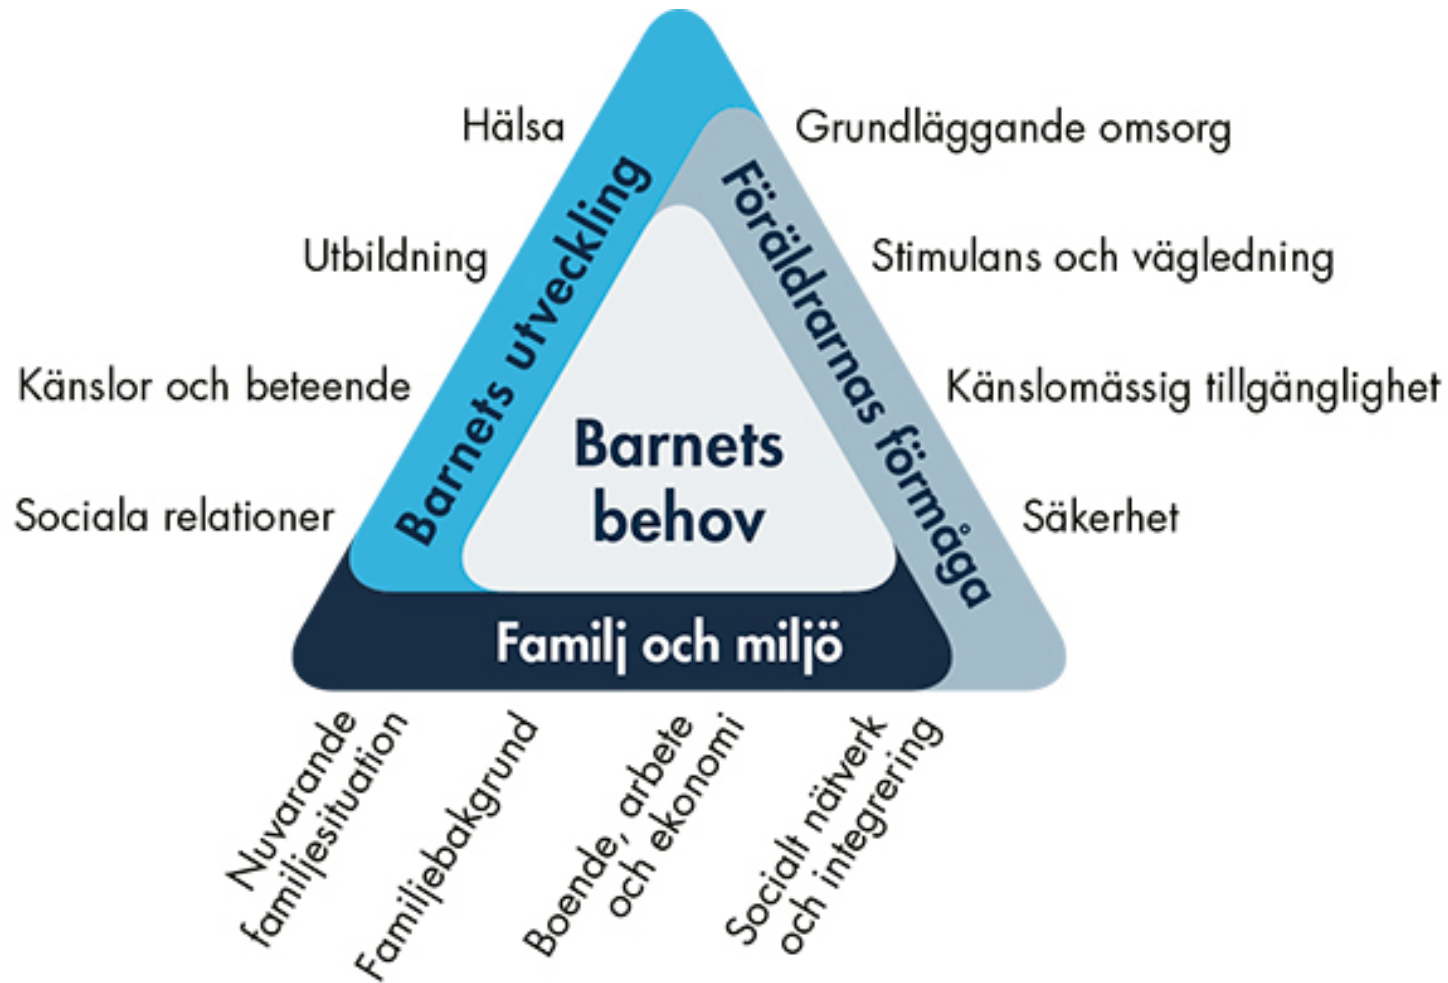 Hälsa
Utbildning
Känslor och beteende
Sociala relationer
Barnets utveckling
Grundläggande omsorg
Stimulans och vägledning
Känslomässig tillgänglighet
Säkerhet
Föräldrarnas förmåga
Barnets
behov
Familj och miljö
Nuvarande
familjesituation
Familjebakgrund
Boende, arbete
och ekonomi
Socialt nätverk
och integrering